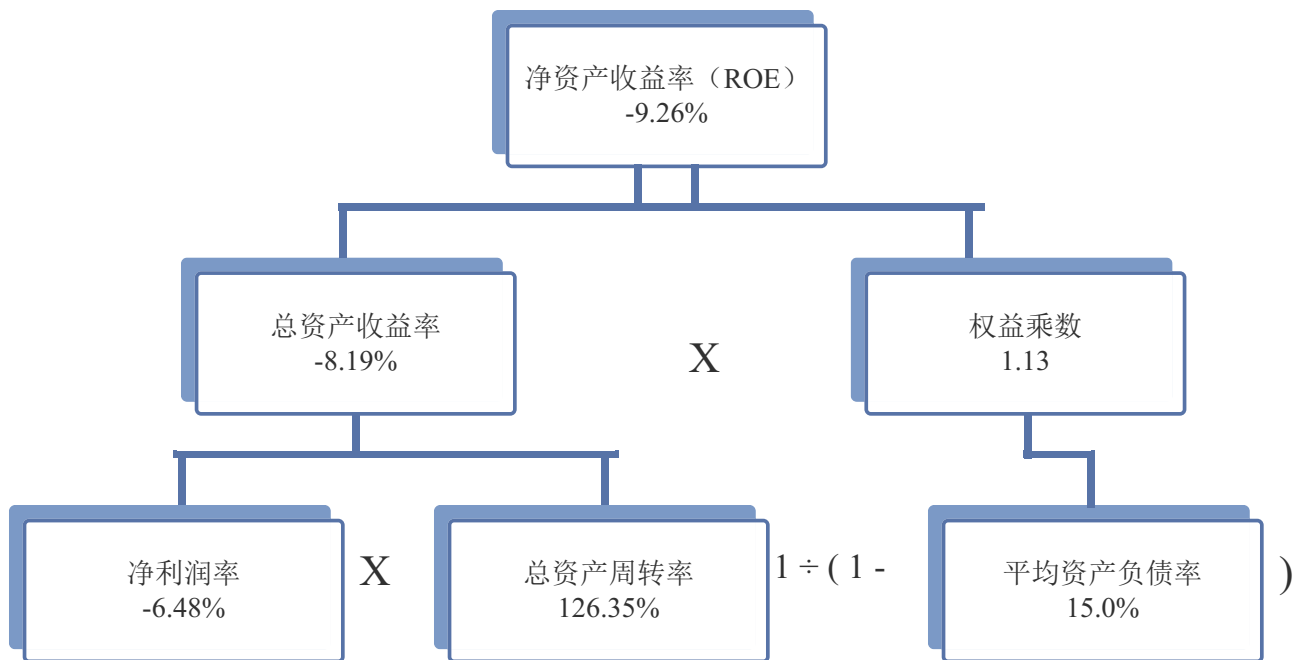 净资产收益率（ROE）
-9.26%
总资产收益率
-8.19%
X
权益乘数
1.13
净利润率
-6.48%
X
总资产周转率
126.35%
1 ÷ ( 1 -
平均资产负债率
15.0%
)